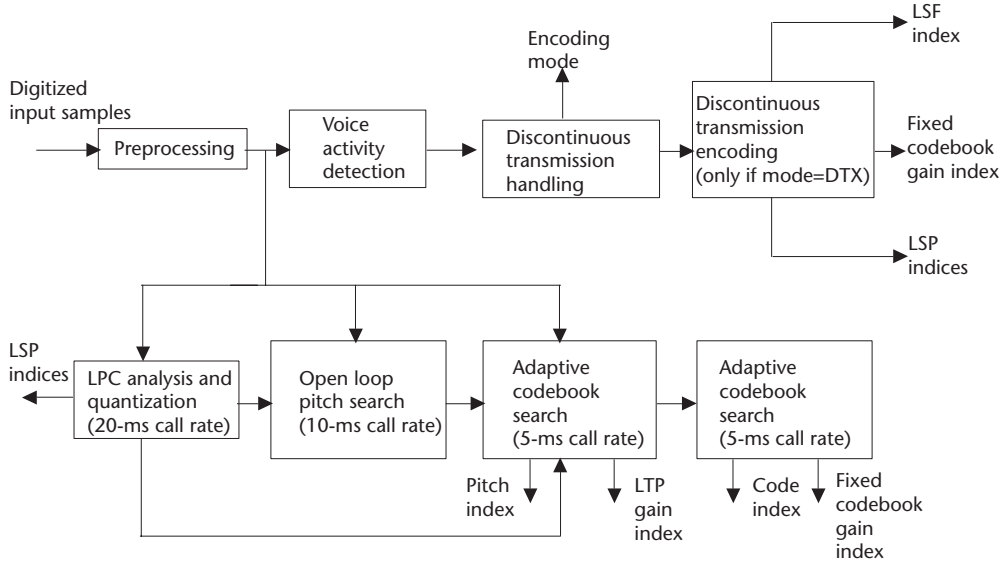 LSF
index
Encoding
mode
Digitized
input samples
Preprocessing
Voice
activity
detection
Discontinuous
transmission
handling
Discontinuous
transmission
encoding
(only if mode=DTX)
Fixed
codebook
gain index
LSP
indices
LSP
indices
LPC analysis and
quantization
(20-ms call rate)
Open loop
pitch search
(10-ms call rate)
Adaptive
codebook
search
(5-ms call rate)
Adaptive
codebook
search
(5-ms call rate)
Pitch
index
LTP
gain
index
Code
index
Fixed
codebook
gain
index